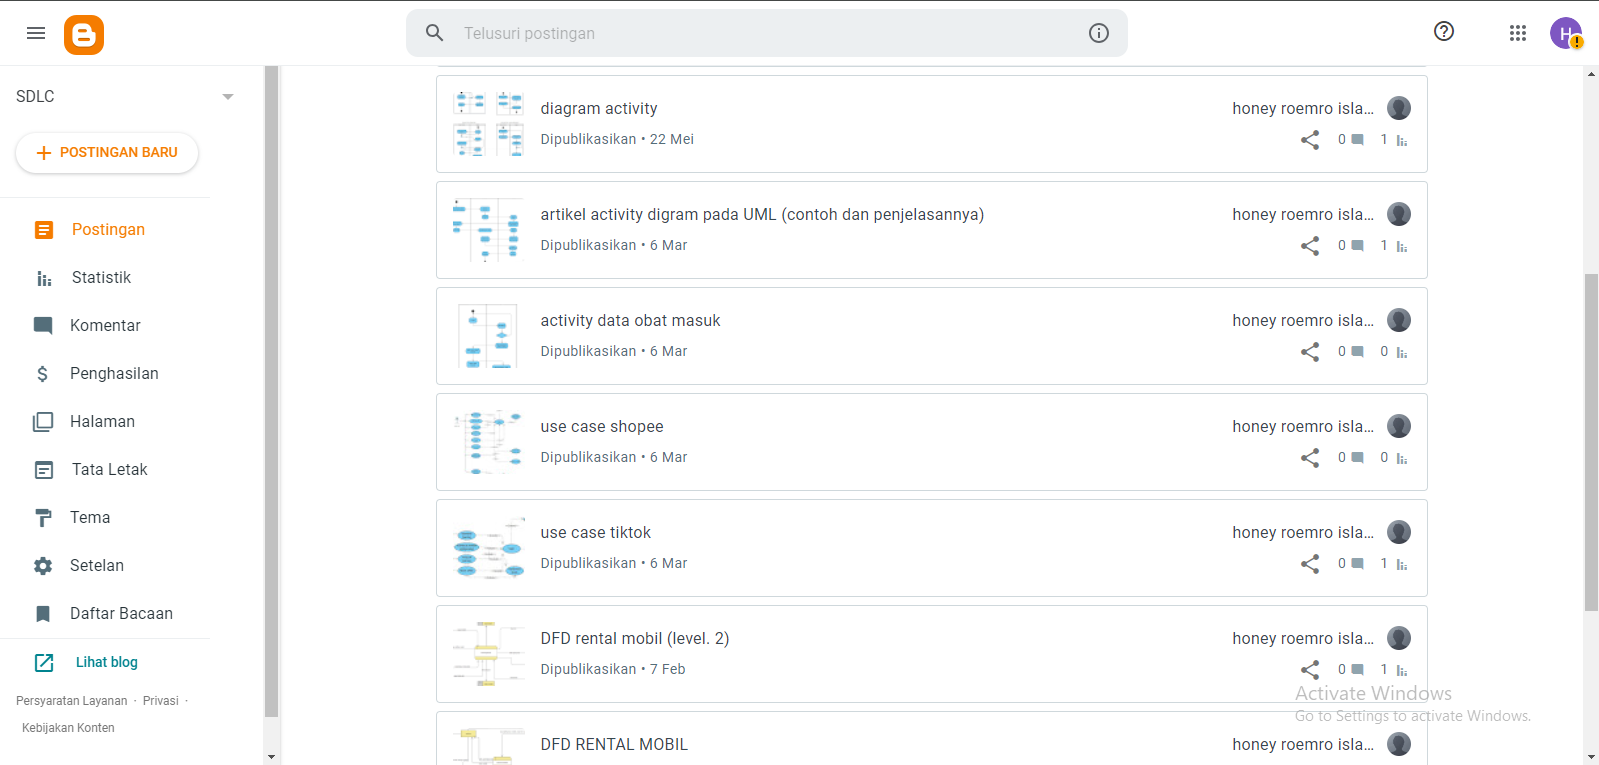 Telusuri postingan
H
SDLC
POSTINGAN BARU
Postingan
Statistik
Komentar
Penghasilan
Halaman
Tata Letak
Tema
Setelan
Daftar Bacaan
Lihat blog
Persyaratan Layanan · Privasi ·
Kebijakan Konten
diagram activity
honey roemro isla...
Dipublikasikan • 22 Mei
0 1
artikel activity digram pada UML (contoh dan penjelasannya)
honey roemro isla...
Dipublikasikan • 6 Mar
0 1
activity data obat masuk
honey roemro isla...
Dipublikasikan • 6 Mar
0 0
use case shopee
honey roemro isla...
Dipublikasikan • 6 Mar
0 0
use case tiktok
honey roemro isla...
Dipublikasikan • 6 Mar
0 1
DFD rental mobil (level. 2)
honey roemro isla...
Dipublikasikan • 7 Feb
0 1
DFD RENTAL MOBIL
honey roemro isla...
Activate Windows
Go to Settings to activate Windows.